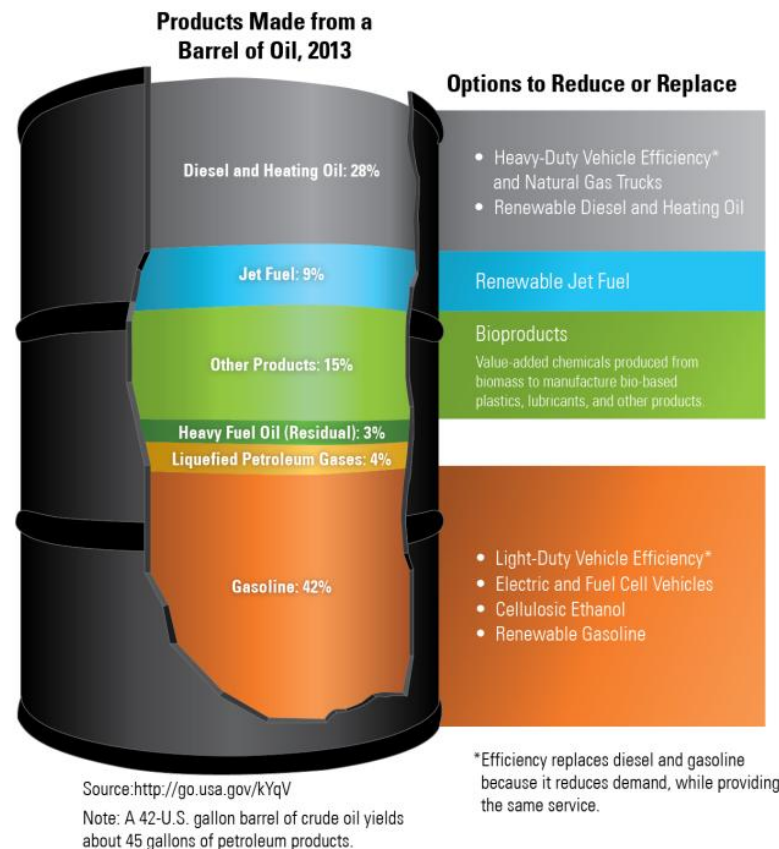 Products Made from a
Barrel of Oil, 2013
Diesel and Heating Oil: 28%
Jet Fuel: 9%
Other Products: 15%
Heavy Fuel Oil (Residual): 3%
Liquefied Petroleum Gases: 4%
Gasoline: 42%
Source:http://go.usa.gov/kYqV
Note: A 42-U.S. gallon barrel of crude oil yields
about 45 gallons of petroleum products.
Options to Reduce or Replace
• Heavy-Duty Vehicle Efficiency*
and Natural Gas Trucks
• Renewable Diesel and Heating Oil
Renewable Jet Fuel
Bioproducts
Value-added chemicals produced from
biomass to manufacture bio-based
plastics, lubricants, and other products.
• Light-Duty Vehicle Efficiency*
• Electric and Fuel Cell Vehicles
• Cellulosic Ethanol
• Renewable Gasoline
*Efficiency replaces diesel and gasoline
because it reduces demand, while providing
the same service.